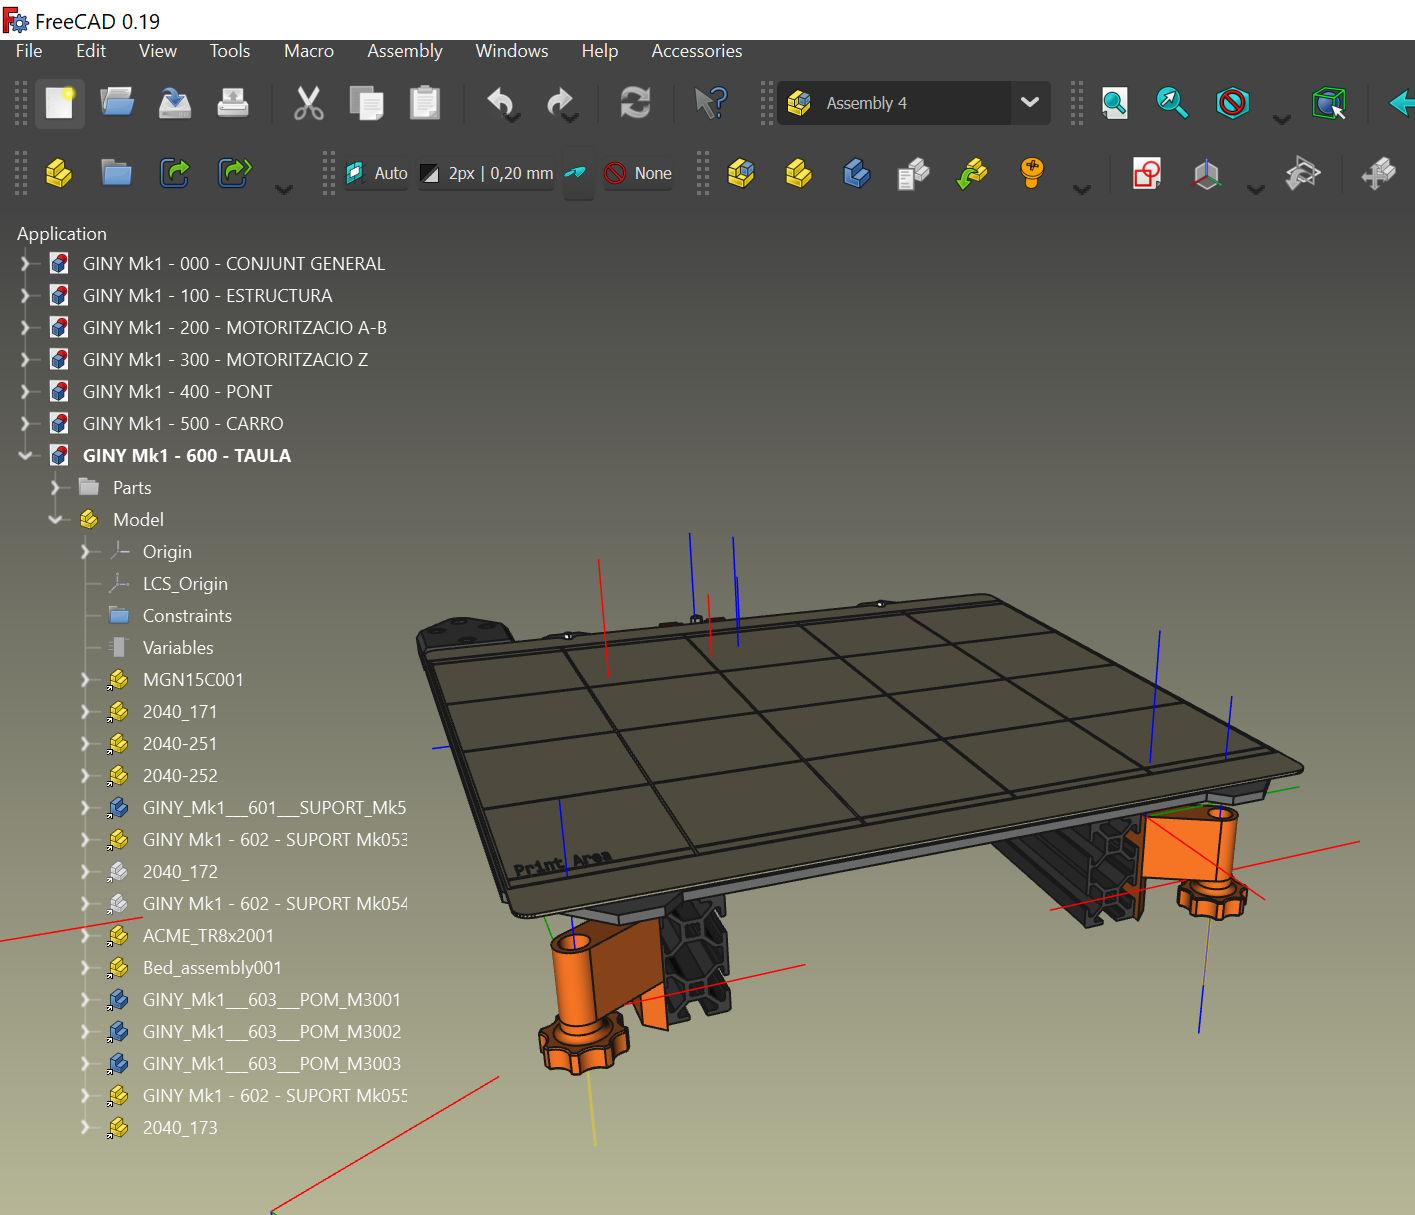 FreeCAD 0.19
File Edit View Tools Macro Assembly Windows Help Accessories
Assembly 4
Auto 2px | 0,20 mm None
Application
GINY Mk1 - 000 - CONJUNT GENERAL
GINY Mk1 - 100 - ESTRUCTURA
GINY Mk1 - 200 - MOTORITZACIO A-B
GINY Mk1 - 300 - MOTORITZACIO Z
GINY Mk1 - 400 - PONT
GINY Mk1 - 500 - CARRO
GINY Mk1 - 600 - TAULA
Parts
Model
Origin
LCS_Origin
Constraints
Variables
MGN15C001
2040_171
2040-251
2040-252
GINY_Mk1___601___SUPORT_Mk5
GINY Mk1 - 602 - SUPORT Mk053
2040_172
GINY Mk1 - 602 - SUPORT Mk054
ACME_TR8x2001
Bed_assembly001
GINY_Mk1___603___POM_M3001
GINY_Mk1___603___POM_M3002
GINY_Mk1___603___POM_M3003
GINY Mk1 - 602 - SUPORT Mk055
2040_173
Print Area